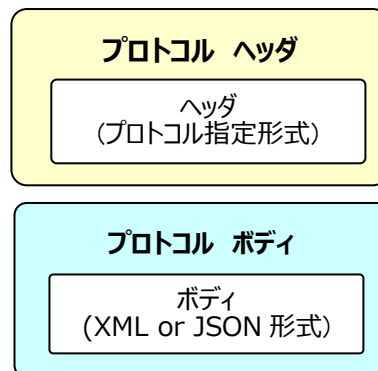 プロトコル ヘッダ
ヘッダ
(プロトコル指定形式)
プロトコル ボディ
ボディ
(XML or JSON 形式)